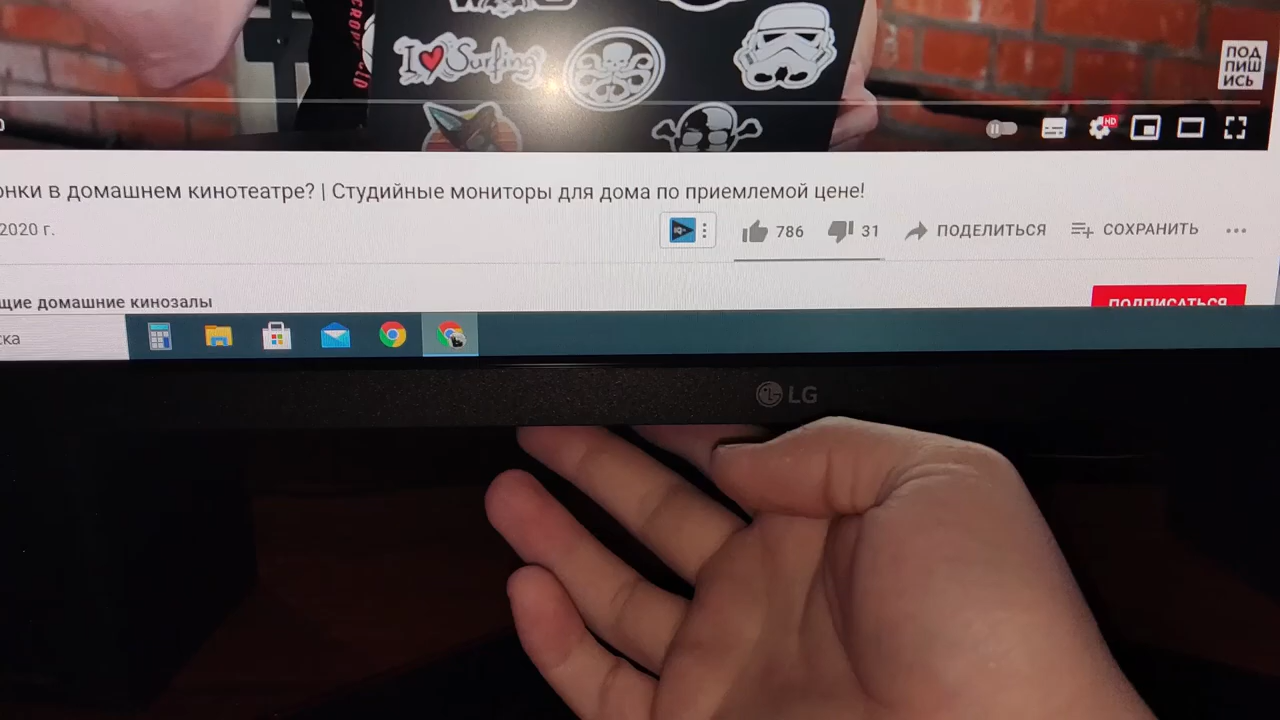 I Surfing
ПОД
ПИШ
ИСЬ
HD
онки в домашнем кинотеатре? | Студийные мониторы для дома по приемлемой цене!
2020 г.
786
31
ПОДЕЛИТЬСЯ
СОХРАНИТЬ
щие домашние кинозалы
ПОДПИСАТЬСЯ
ска
LG